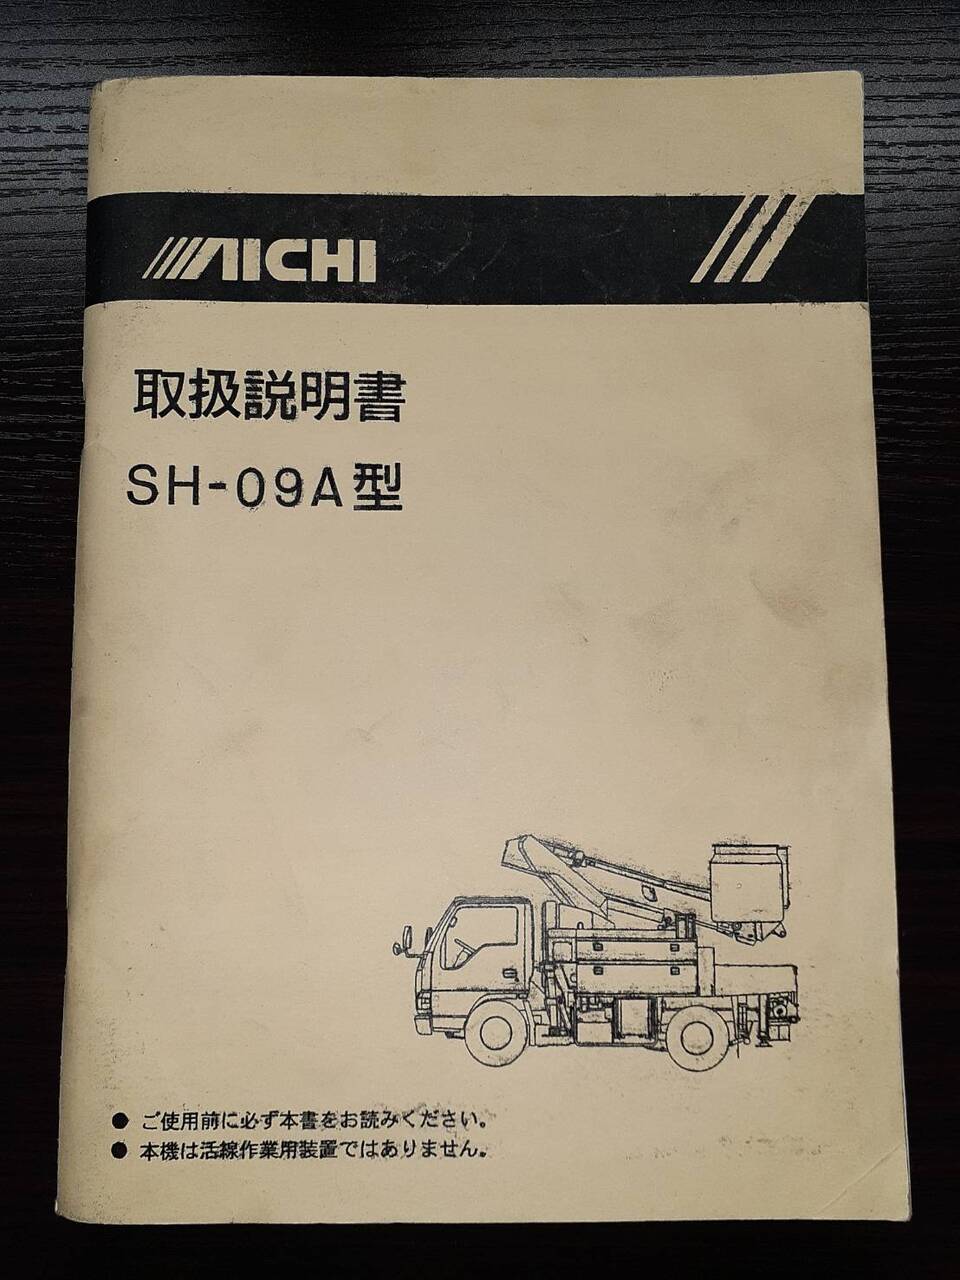 AICHI
取扱説明書
SH-09A型
● ご使用前に必ず本書をお読みください。
● 本機は活線作業用装置ではありません。